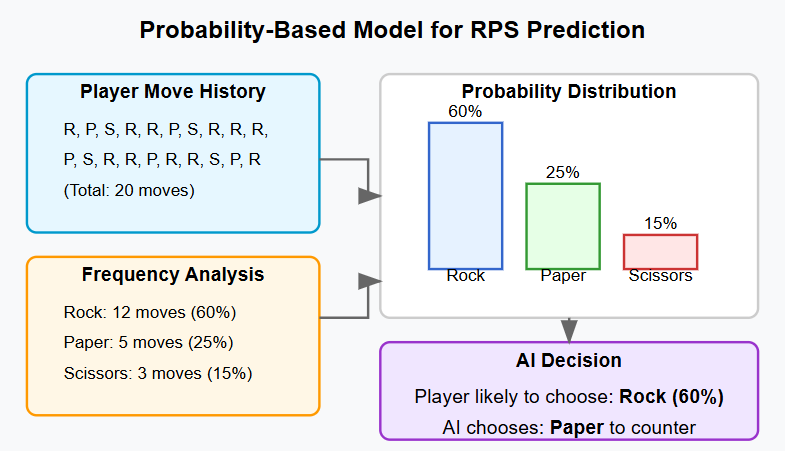 Probability-Based Model for RPS Prediction
Player Move History
R, P, S, R, R, P, S, R, R, R,
P, S, R, R, P, R, R, S, P, R
(Total: 20 moves)
Frequency Analysis
Rock: 12 moves (60%)
Paper: 5 moves (25%)
Scissors: 3 moves (15%)
Probability Distribution
60%
25%
15%
Rock
Paper
Scissors
AI Decision
Player likely to choose: Rock (60%)
AI chooses: Paper to counter